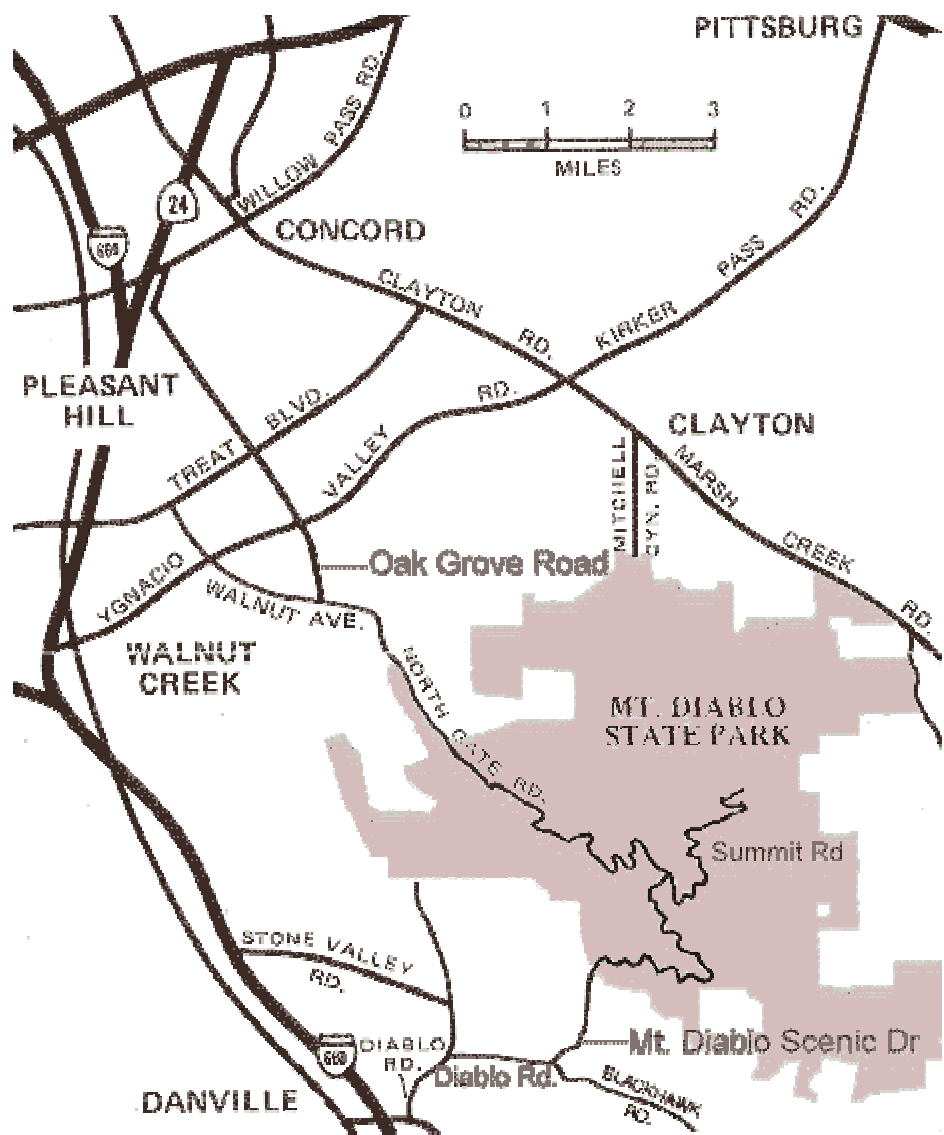 PITTSBURG
0 1 2 3
MILES
WILLOW PASS RD.
24
680
CONCORD
CLAYTON RD.
KIRKER PASS RD.
PLEASANT
HILL
TREAT BLVD.
YGNACIO VALLEY RD.
CLAYTON
MITCHELL
CYN. RD.
MARSH CREEK RD.
Oak Grove Road
WALNUT AVE.
WALNUT
CREEK
NORTH GATE RD.
MT. DIABLO
STATE PARK
Summit Rd
STONE VALLEY
RD.
680
DIABLO
RD.
Diablo Rd.
Mt. Diablo Scenic Dr
BLACKHAWK
RD.
DANVILLE